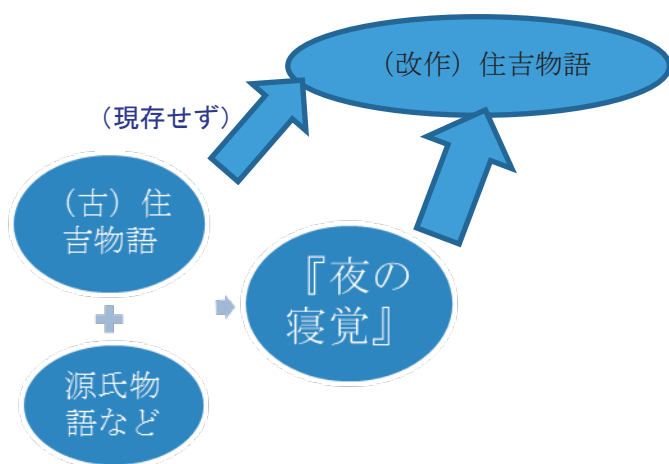 （改作）住吉物語
（現存せず）
（古）住
吉物語
『夜の
寝覚』
源氏物
語など